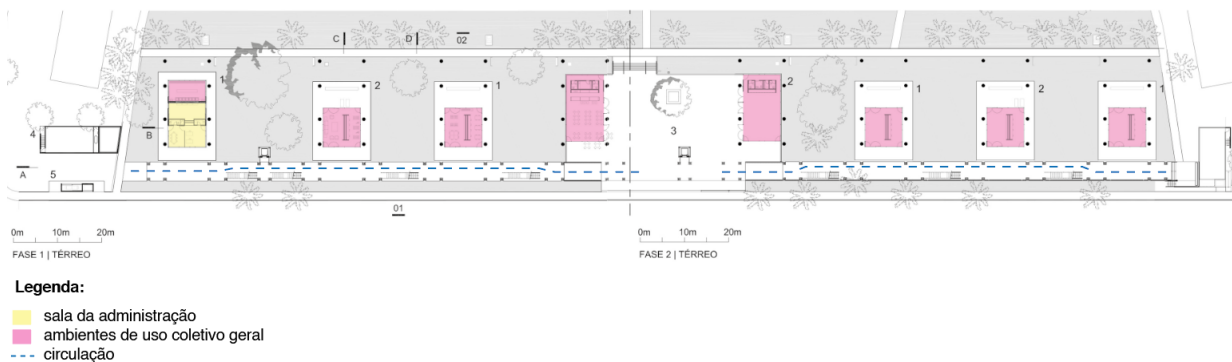 C D 02
1 2 1 2 1 2 1
3
4
B
A
5
01
0m 10m 20m
FASE 1 | TÉRREO
0m 10m 20m
FASE 2 | TÉRREO
Legenda:
sala da administração
ambientes de uso coletivo geral
circulação